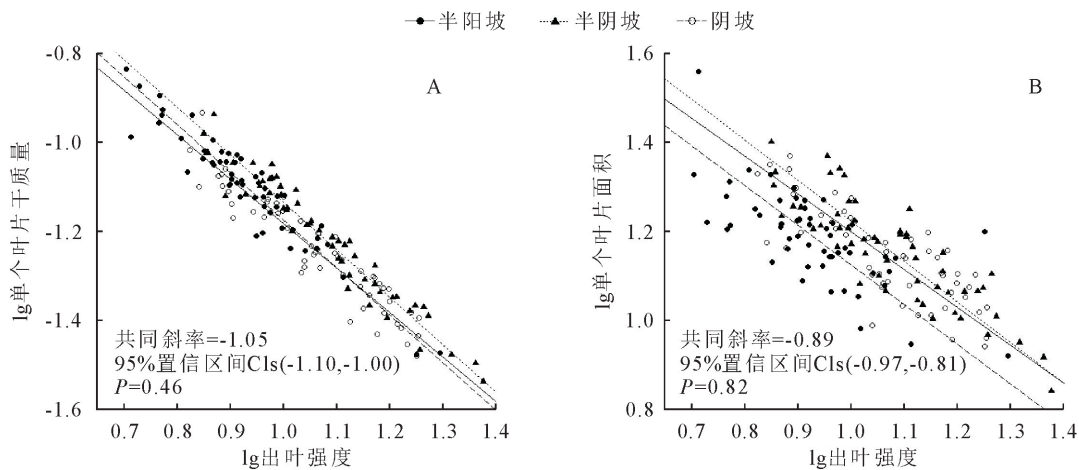 半阳坡 半阴坡 阴坡
A
lg单个叶片干质量
-0.8
-1.0
-1.2
-1.4
-1.6
共同斜率=-1.05
95%置信区间CIs(-1.10,-1.00)
P=0.46
0.7 0.8 0.9 1.0 1.1 1.2 1.3 1.4
lg出叶强度
B
lg单个叶片面积
1.6
1.4
1.2
1.0
0.8
共同斜率=-0.89
95%置信区间CIs(-0.97,-0.81)
P=0.82
0.7 0.8 0.9 1.0 1.1 1.2 1.3 1.4
lg出叶强度